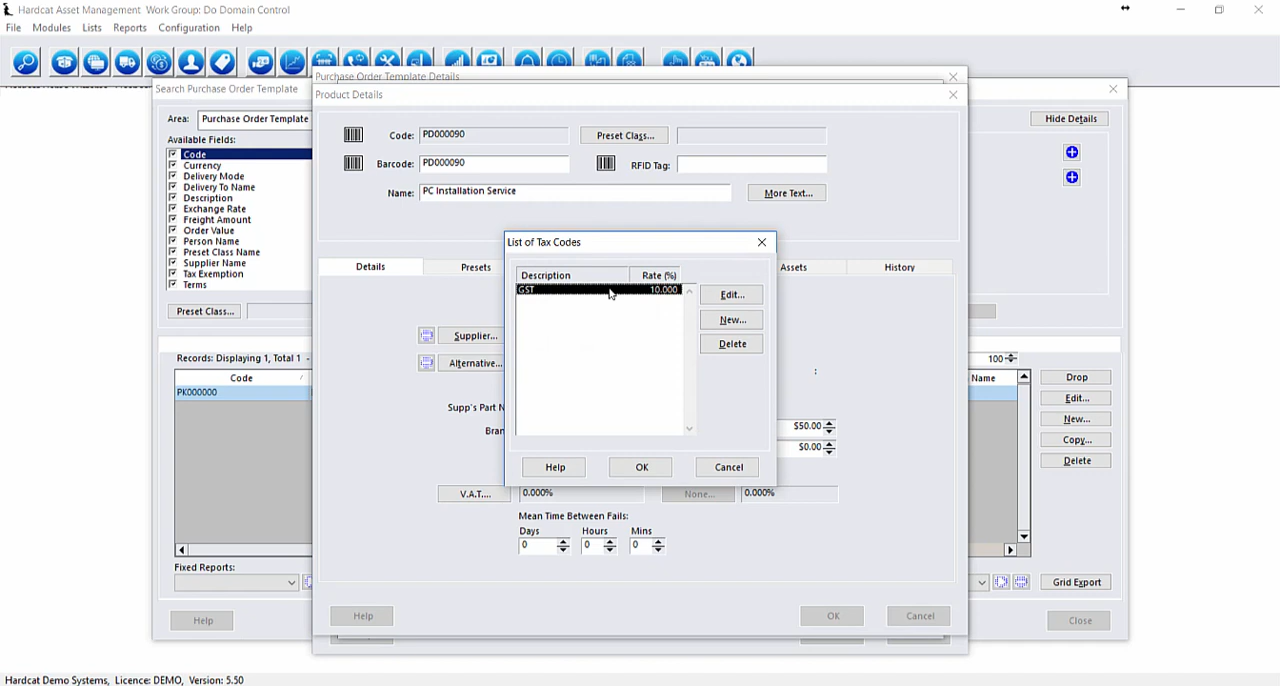 Hardcat Asset Management  Work Group: Do Domain Control
File Modules Lists Reports Configuration Help
Purchase Order Template Details
Search Purchase Order Template
Product Details
Area: Purchase Order Template
Hide Details
Available Fields:
Code
Currency
Delivery Mode
Delivery To Name
Description
Exchange Rate
Freight Amount
Order Value
Person Name
Preset Class Name
Supplier Name
Tax Exemption
Terms
Preset Class...
Code: PD000090 Preset Class...
Barcode: PD000090 RFID Tag:
Name: PC Installation Service More Text...
Details Presets Assets History
Supplier...
Alternative...
Supp's Part N
Bran
:
$50.00
$0.00
V.A.T.... 0.000% None... 0.000%
Mean Time Between Fails:
Days Hours Mins
0 0 0
Help OK Cancel
List of Tax Codes
Description Rate (%)
GST 10.000
Edit...
New...
Delete
Help OK Cancel
Records: Displaying 1, Total 1 - 100
Code Name
PK000000
Drop
Edit...
New...
Copy...
Delete
Fixed Reports:
Grid Export
Help Close
Hardcat Demo Systems,  Licence: DEMO,  Version: 5.50